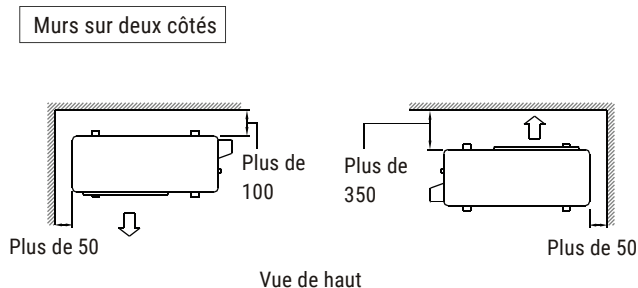 Murs sur deux côtés
Plus de
100
Plus de 50
Plus de
350
Plus de 50
Vue de haut